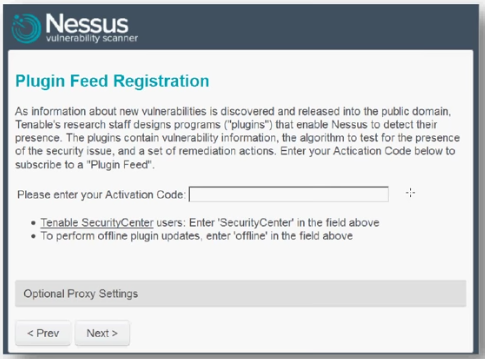 Nessus
vulnerability scanner
Plugin Feed Registration
As information about new vulnerabilities is discovered and released into the public domain,
Tenable's research staff designs programs ("plugins") that enable Nessus to detect their
presence. The plugins contain vulnerability information, the algorithm to test for the presence
of the security issue, and a set of remediation actions. Enter your Actication Code below to
subscribe to a "Plugin Feed".
Please enter your Activation Code:
• Tenable SecurityCenter users: Enter 'SecurityCenter' in the field above
• To perform offline plugin updates, enter 'offline' in the field above
Optional Proxy Settings
< Prev Next >